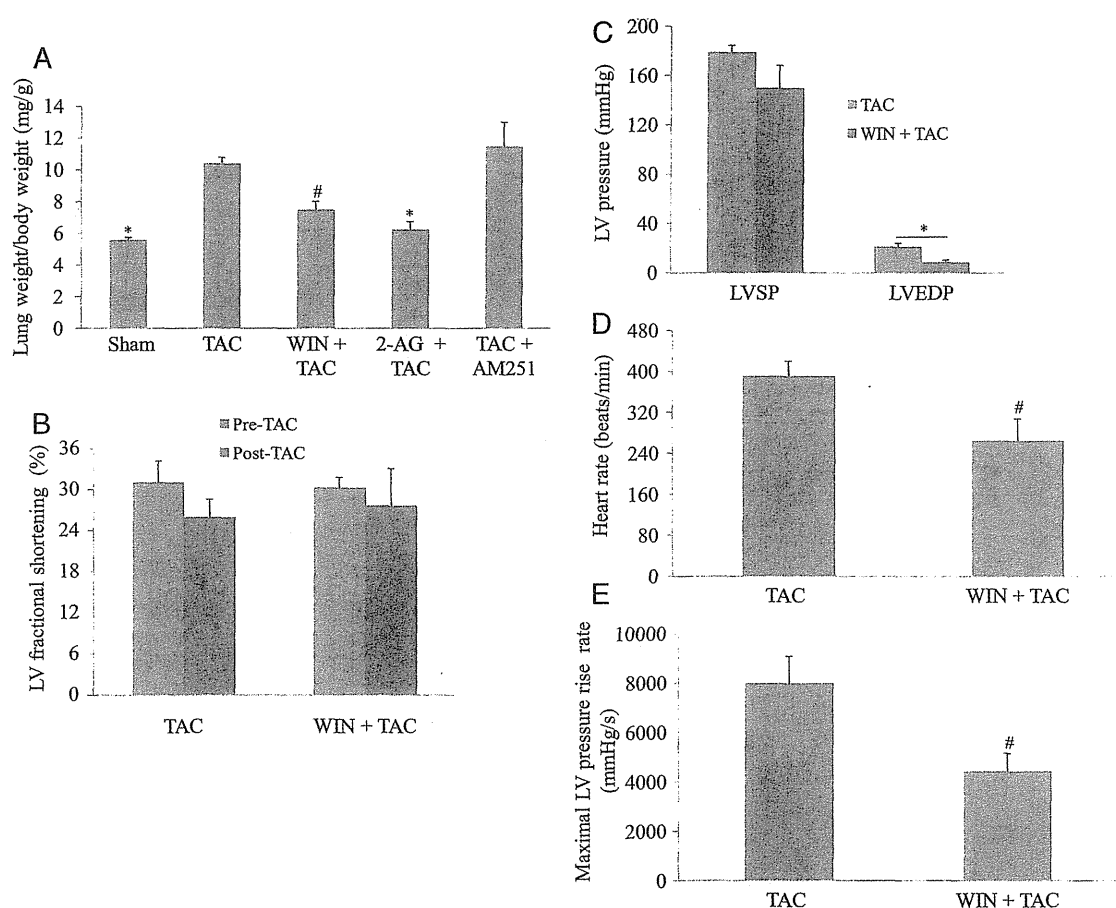 A
Lung weight/body weight (mg/g)
14
12
10
8
6
4
2
0
*
#
*
Sham
TAC
WIN +
TAC
2-AG +
TAC
TAC +
AM251
B
Pre-TAC
Post-TAC
LV fractional shortening (%)
36
30
24
18
12
6
0
TAC
WIN + TAC
C
LV pressure (mmHg)
200
160
120
80
40
0
TAC
WIN + TAC
*
LVSP
LVEDP
D
Heart rate (beats/min)
480
400
320
240
160
80
0
#
TAC
WIN + TAC
E
Maximal LV pressure rise rate
(mmHg/s)
10000
8000
6000
4000
2000
0
#
TAC
WIN + TAC